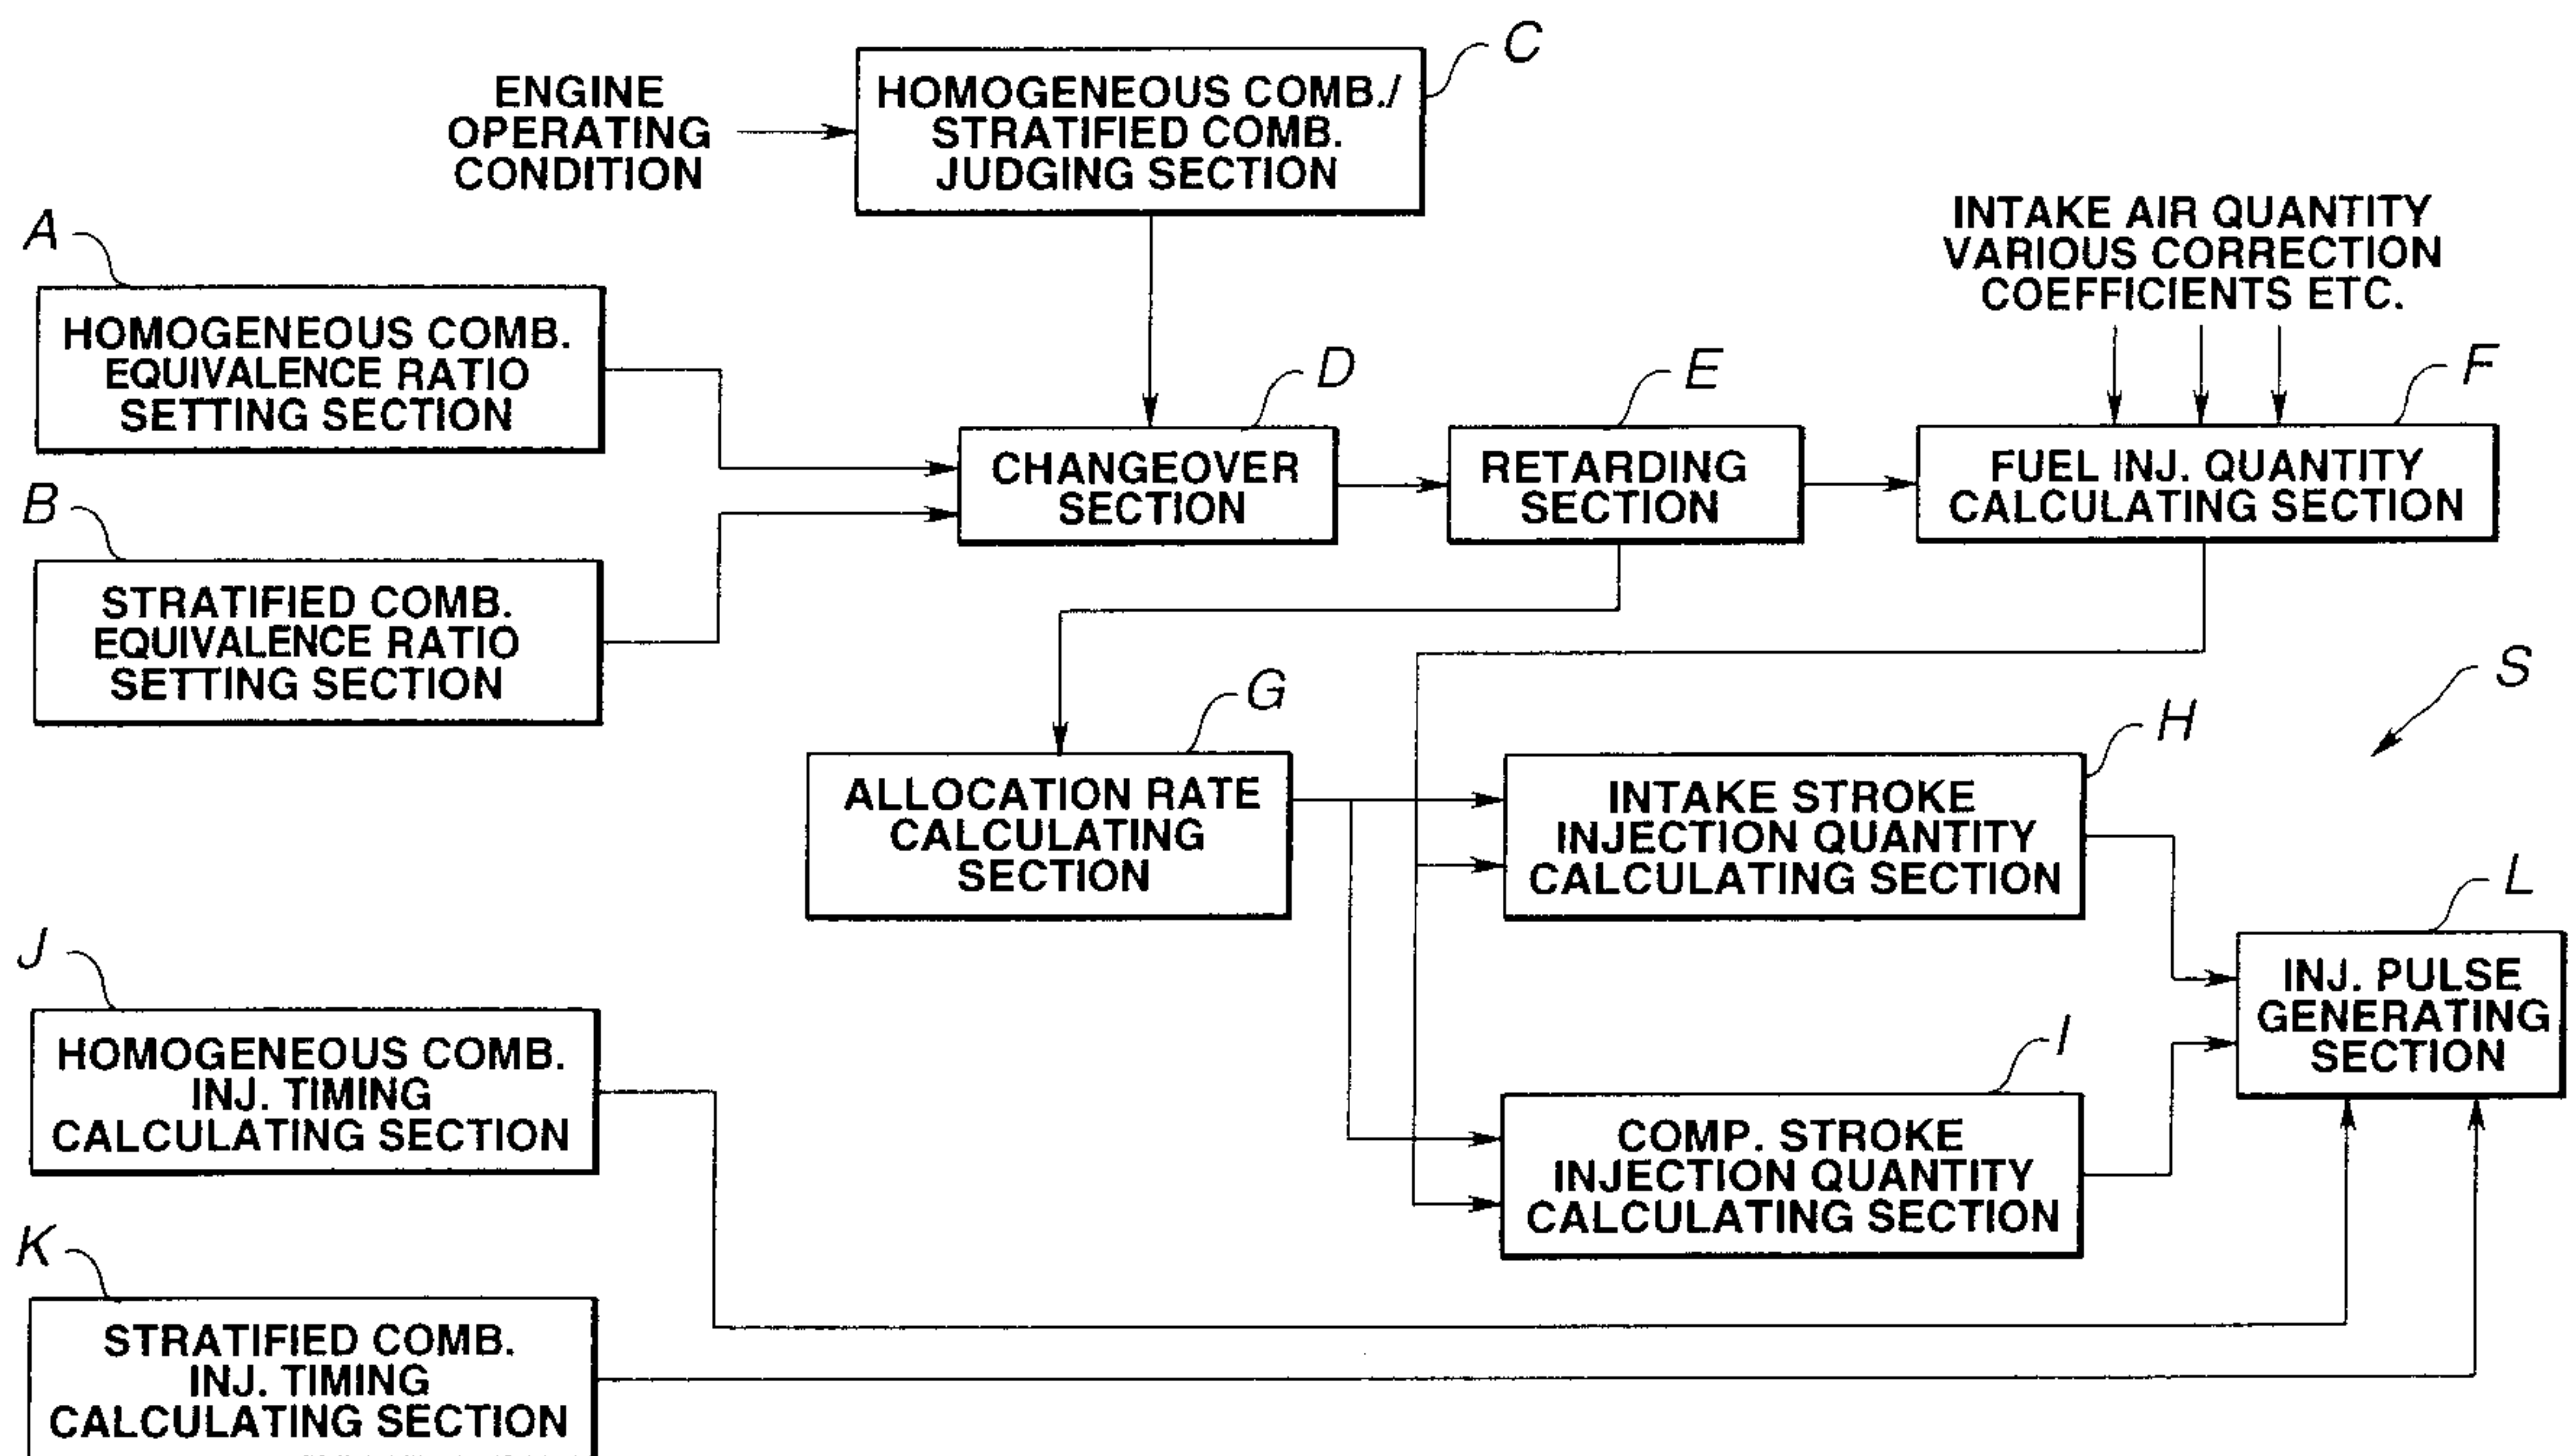 C
ENGINE
OPERATING
CONDITION
HOMOGENEOUS COMB./
STRATIFIED COMB.
JUDGING SECTION
INTAKE AIR QUANTITY
VARIOUS CORRECTION
COEFFICIENTS ETC.
A
HOMOGENEOUS COMB.
EQUIVALENCE RATIO
SETTING SECTION
D
CHANGEOVER
SECTION
E
RETARDING
SECTION
F
FUEL INJ. QUANTITY
CALCULATING SECTION
B
STRATIFIED COMB.
EQUIVALENCE RATIO
SETTING SECTION
S
G
ALLOCATION RATE
CALCULATING
SECTION
H
INTAKE STROKE
INJECTION QUANTITY
CALCULATING SECTION
L
INJ. PULSE
GENERATING
SECTION
J
HOMOGENEOUS COMB.
INJ. TIMING
CALCULATING SECTION
I
COMP. STROKE
INJECTION QUANTITY
CALCULATING SECTION
K
STRATIFIED COMB.
INJ. TIMING
CALCULATING SECTION